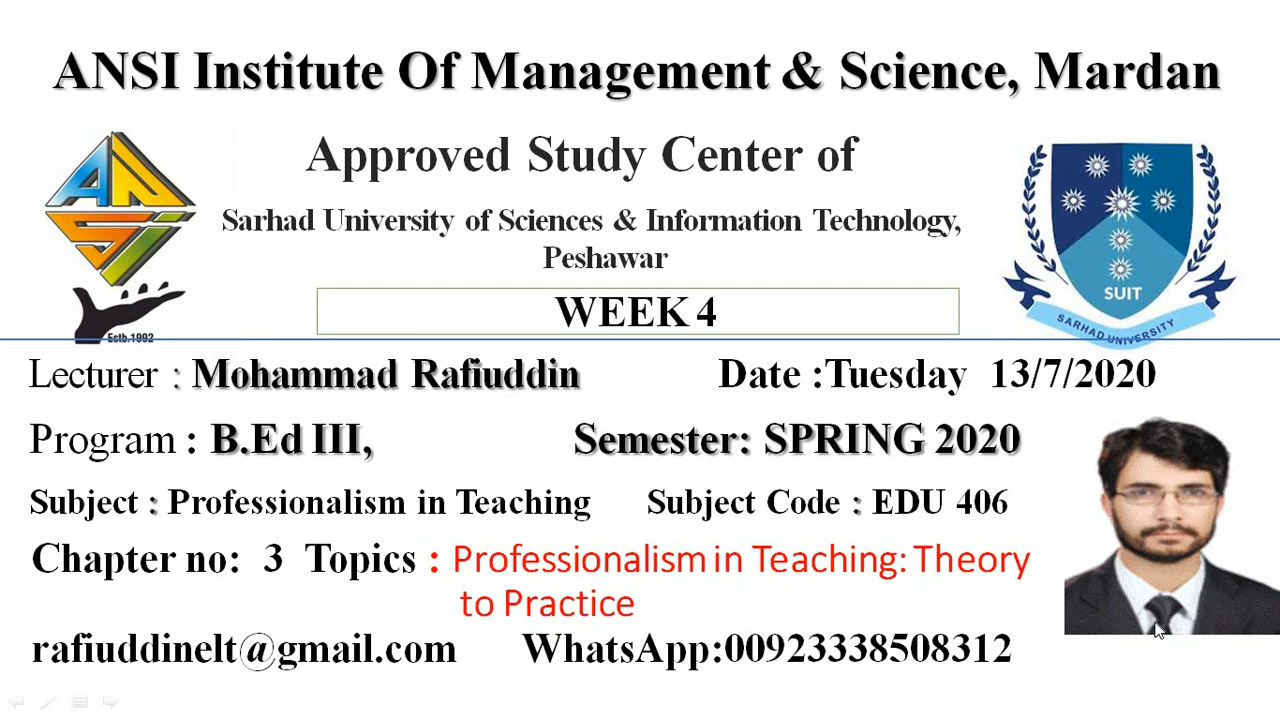 ANSI Institute Of Management & Science, Mardan
Approved Study Center of
Sarhad University of Sciences & Information Technology,
Peshawar
WEEK 4
ANSI
Estb.1992
SUIT
SARHAD UNIVERSITY
Lecturer : Mohammad Rafiuddin Date :Tuesday 13/7/2020
Program : B.Ed III, Semester: SPRING 2020
Subject : Professionalism in Teaching Subject Code : EDU 406
Chapter no: 3 Topics : Professionalism in Teaching: Theory
to Practice
rafiuddinelt@gmail.com WhatsApp:00923338508312